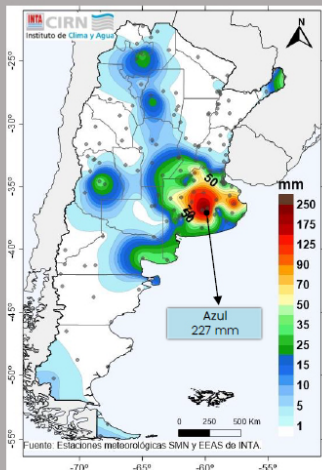 INTA CIRN
Instituto de Clima y Agua
N
-25°
-30°
-35°
-40°
-45°
-50°
-55°
50
50
mm
250
175
125
90
70
50
35
25
15
10
5
1
Azul
227 mm
0 250 500 Km
Fuente: Estaciones meteorológicas SMN y EEAS de INTA.
-70° -65° -60° -55°